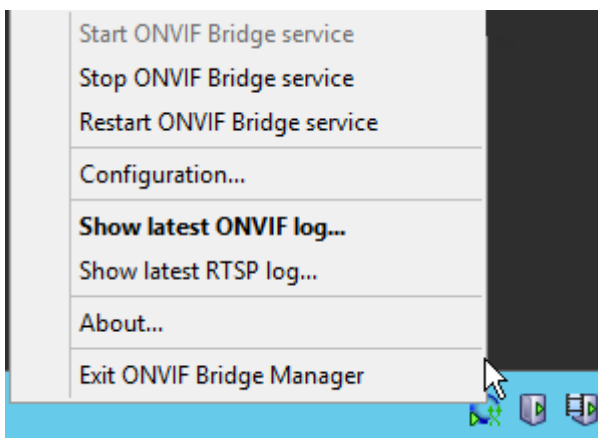 Start ONVIF Bridge service
Stop ONVIF Bridge service
Restart ONVIF Bridge service
Configuration...
Show latest ONVIF log...
Show latest RTSP log...
About...
Exit ONVIF Bridge Manager